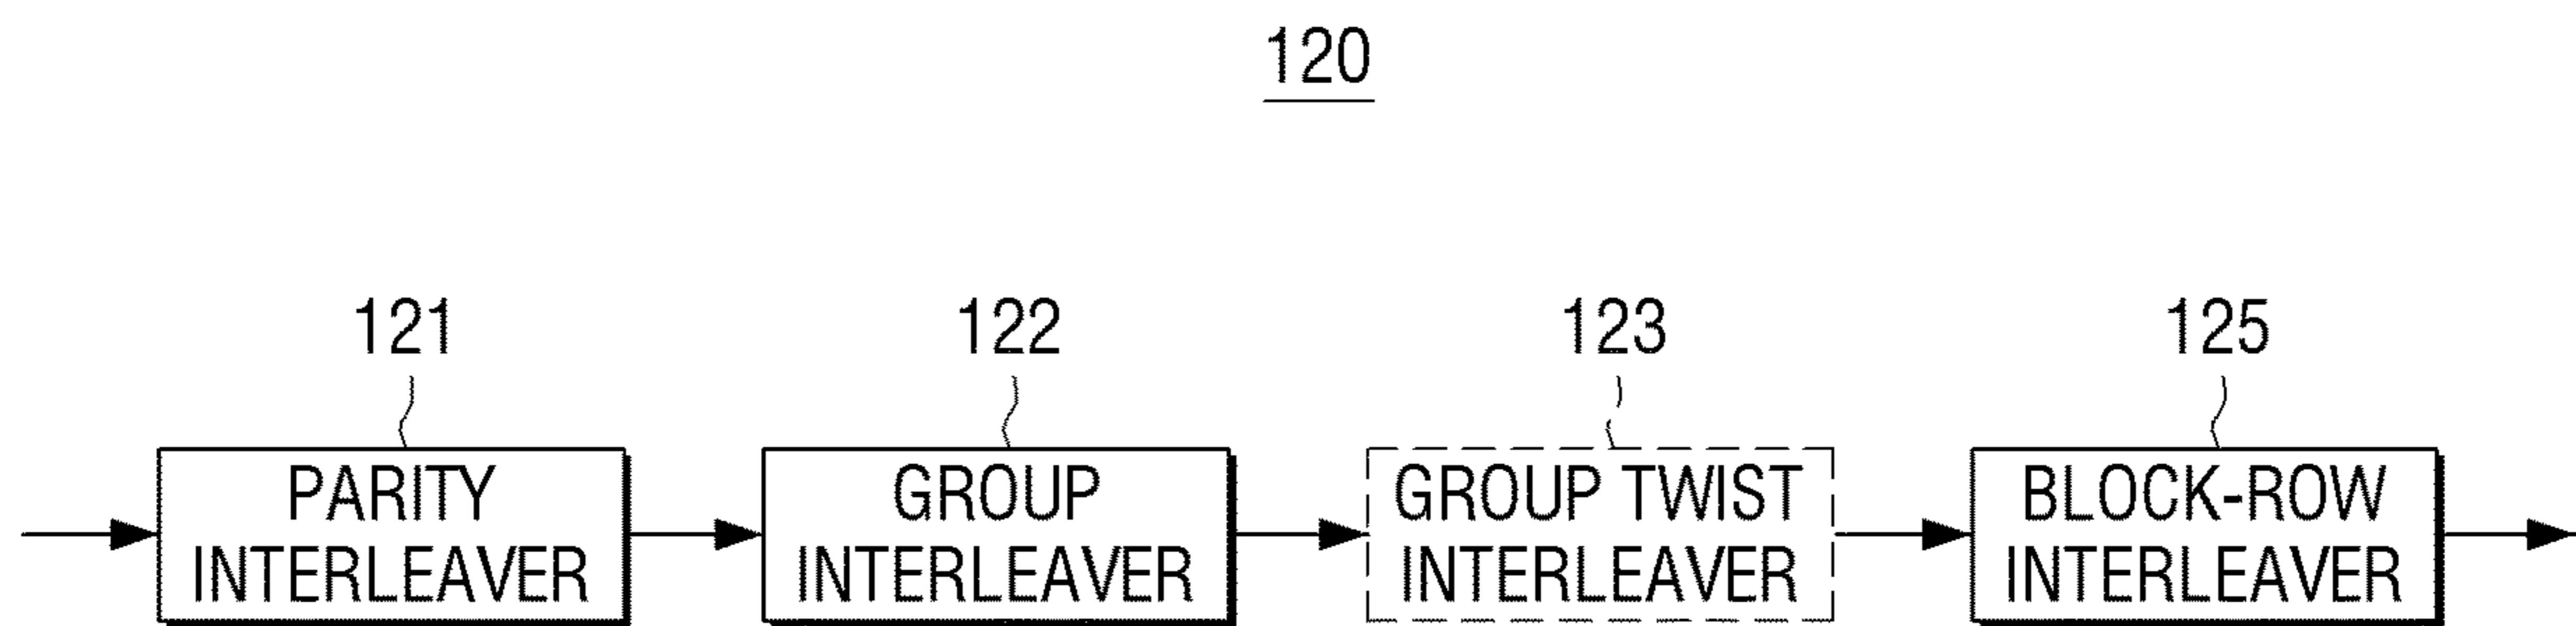 120
121
122
123
125
PARITY
INTERLEAVER
GROUP
INTERLEAVER
GROUP TWIST
INTERLEAVER
BLOCK-ROW
INTERLEAVER